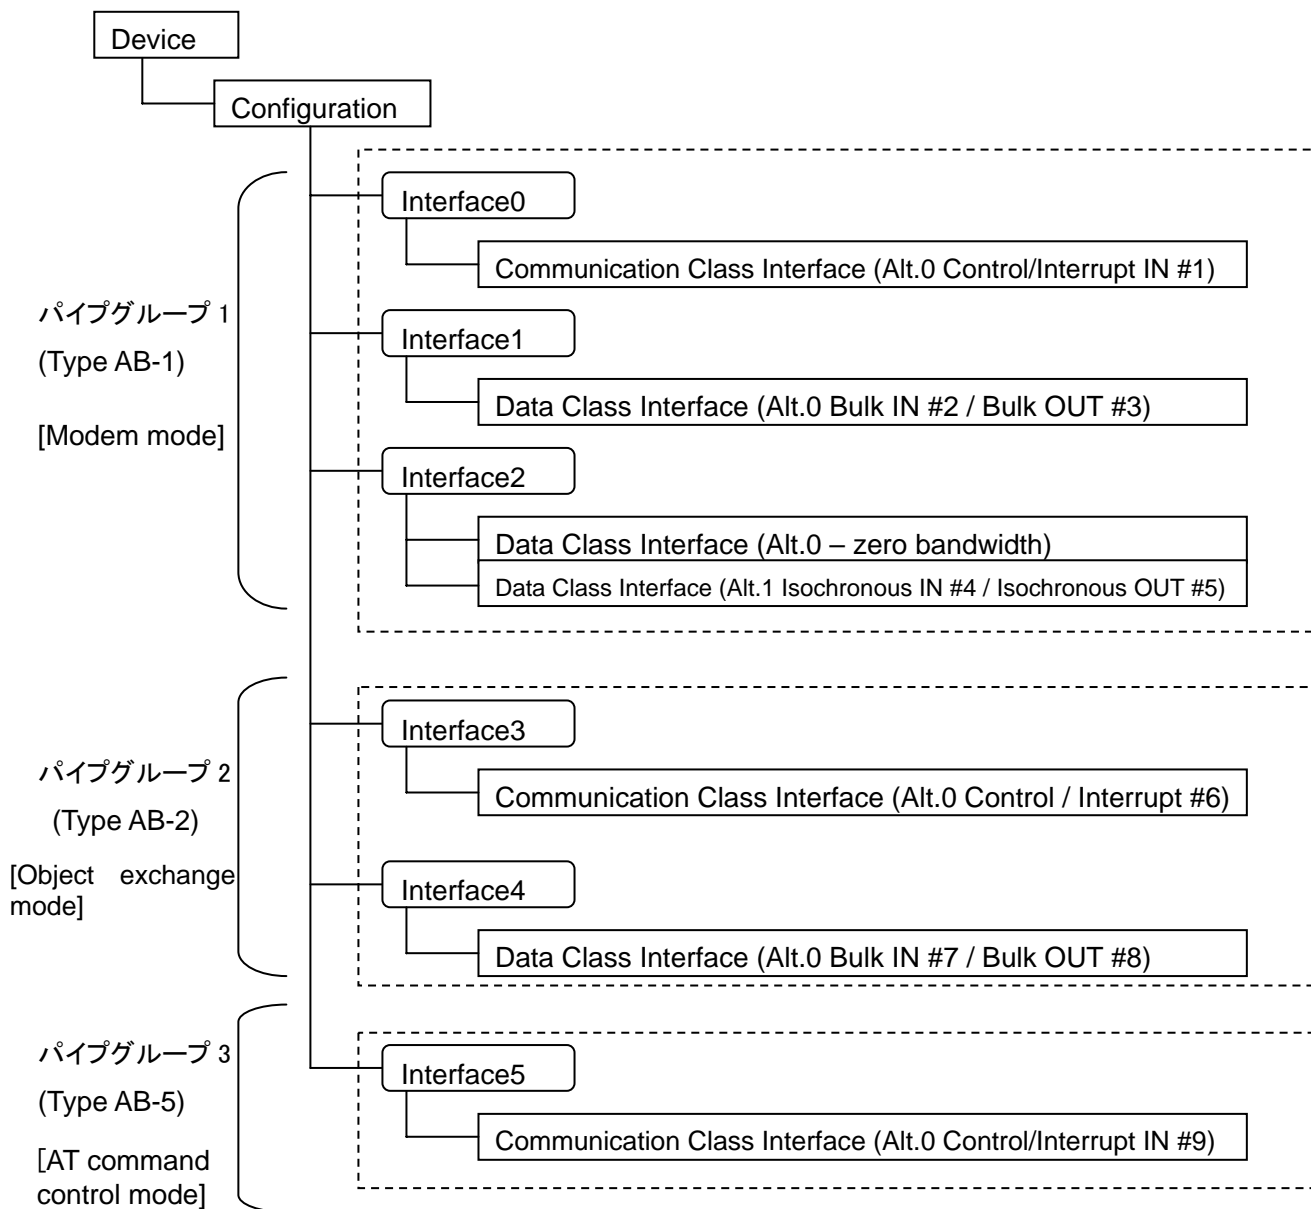 Device
Configuration
Interface0
Communication Class Interface (Alt.0 Control/Interrupt IN #1)
パイプグループ 1
(Type AB-1)
[Modem mode]
Interface1
Data Class Interface (Alt.0 Bulk IN #2 / Bulk OUT #3)
Interface2
Data Class Interface (Alt.0 – zero bandwidth)
Data Class Interface (Alt.1 Isochronous IN #4 / Isochronous OUT #5)
パイプグループ 2
(Type AB-2)
[Object exchange
mode]
Interface3
Communication Class Interface (Alt.0 Control / Interrupt #6)
Interface4
Data Class Interface (Alt.0 Bulk IN #7 / Bulk OUT #8)
パイプグループ 3
(Type AB-5)
[AT command
control mode]
Interface5
Communication Class Interface (Alt.0 Control/Interrupt IN #9)